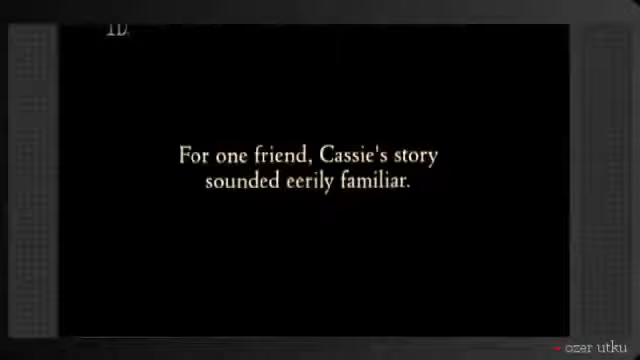 ID
For one friend, Cassie's story
sounded eerily familiar.
ozer utku